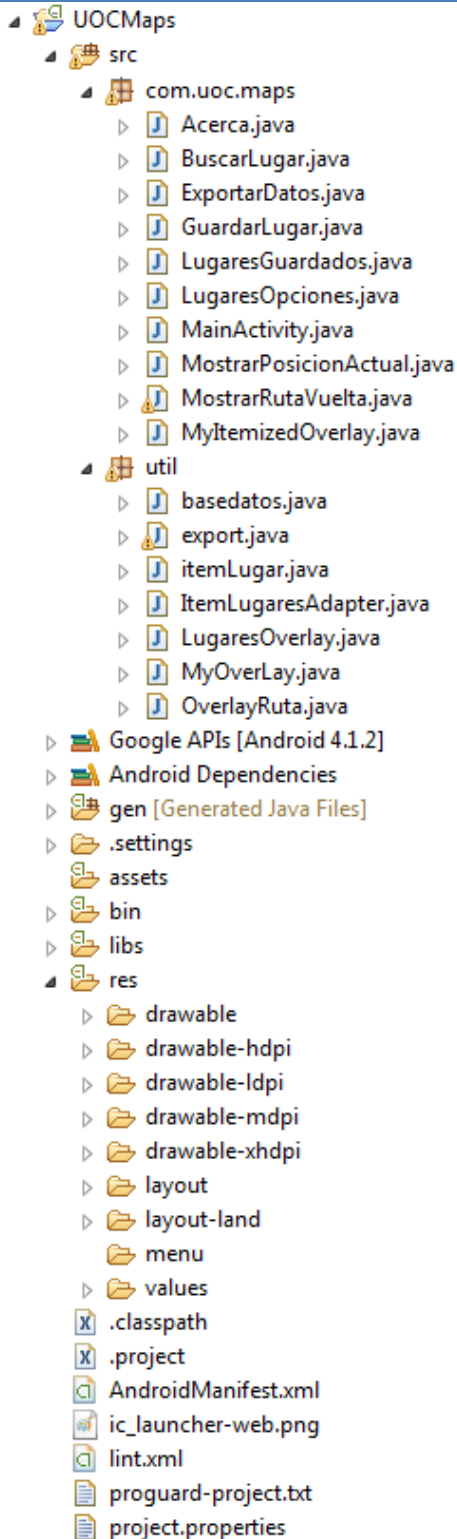 UOCMaps
src
com.uoc.maps
Acerca.java
BuscarLugar.java
ExportarDatos.java
GuardarLugar.java
LugaresGuardados.java
LugaresOpciones.java
MainActivity.java
MostrarPosicionActual.java
MostrarRutaVuelta.java
MyItemizedOverlay.java
util
basedatos.java
export.java
itemLugar.java
ItemLugaresAdapter.java
LugaresOverlay.java
MyOverLay.java
OverlayRuta.java
Google APIs [Android 4.1.2]
Android Dependencies
gen [Generated Java Files]
.settings
assets
bin
libs
res
drawable
drawable-hdpi
drawable-ldpi
drawable-mdpi
drawable-xhdpi
layout
layout-land
menu
values
.classpath
.project
AndroidManifest.xml
ic_launcher-web.png
lint.xml
proguard-project.txt
project.properties